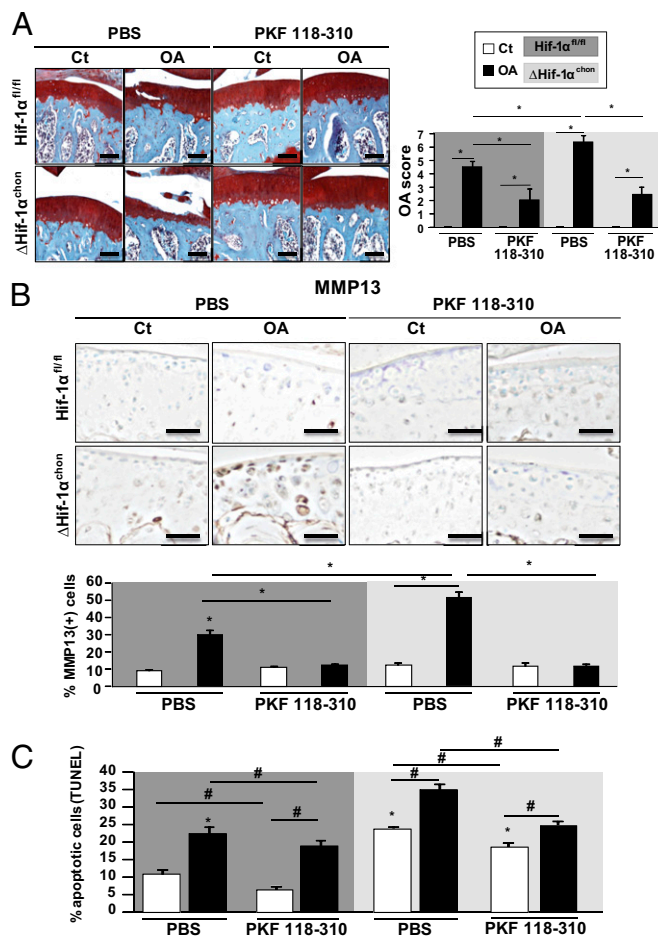 A
PBS
PKF 118-310
Ct
OA
Ct
OA
Hif-1α fl/fl
ΔHif-1α chon
Ct
OA
Hif-1α fl/fl
ΔHif-1α chon
OA score
7
6
5
4
3
2
1
0
*
*
*
*
*
*
*
*
PBS
PKF
118-310
PBS
PKF
118-310
B
MMP13
PBS
PKF 118-310
Ct
OA
Ct
OA
Hif-1α fl/fl
ΔHif-1α chon
% MMP13(+) cells
60
50
40
30
20
10
0
*
*
*
*
*
PBS
PKF 118-310
PBS
PKF 118-310
C
% apoptotic cells (TUNEL)
40
35
30
25
20
15
10
5
0
#
#
#
*
#
#
#
#
*
*
PBS
PKF 118-310
PBS
PKF 118-310